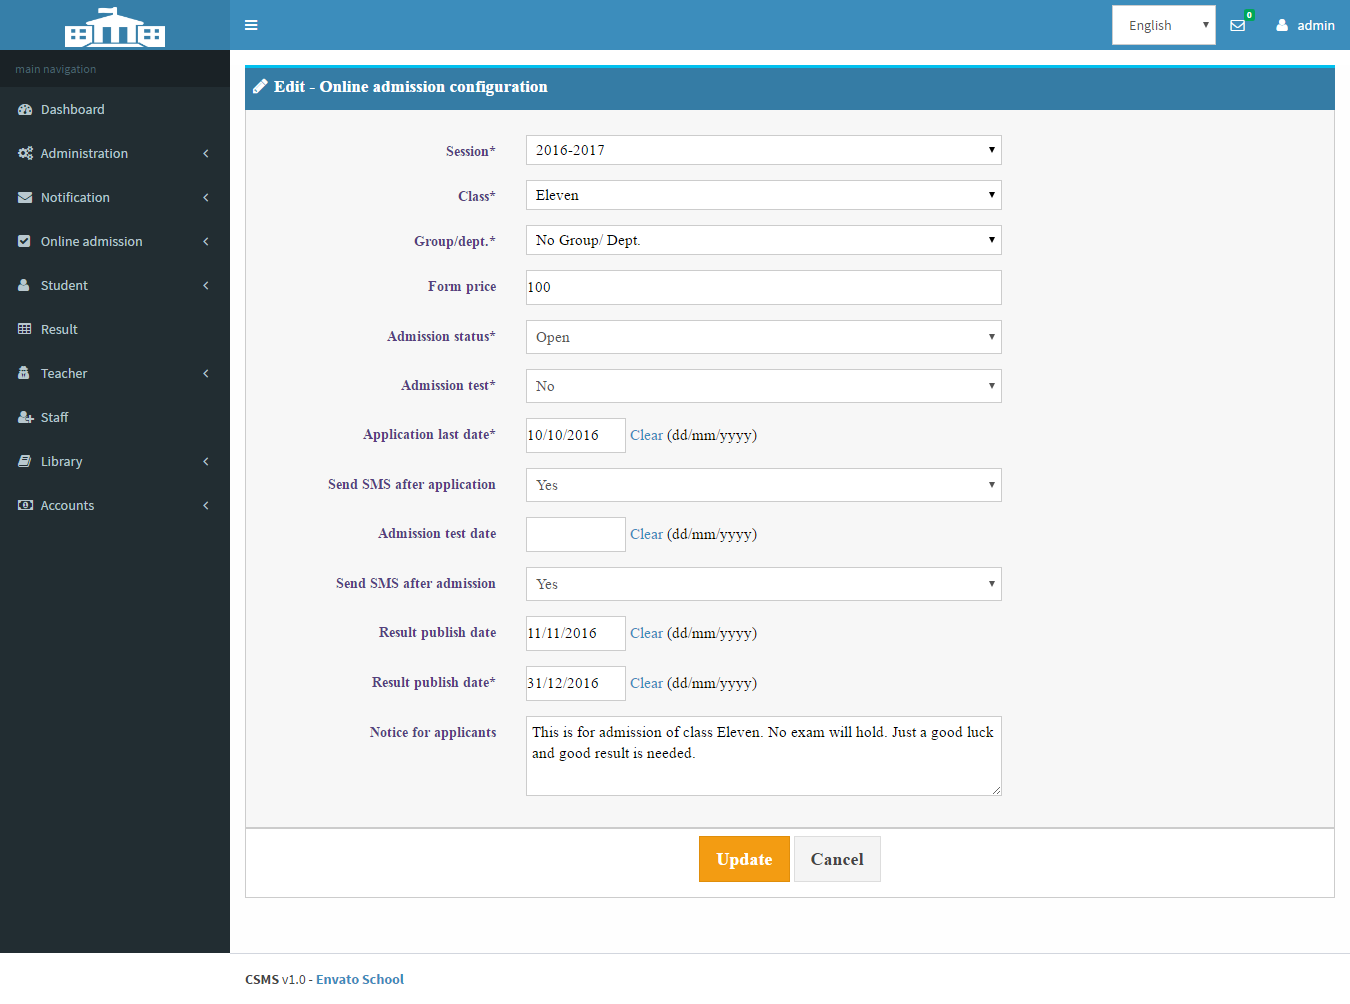 English
0
admin
main navigation
Dashboard
Administration
Notification
Online admission
Student
Result
Teacher
Staff
Library
Accounts
Edit - Online admission configuration
Session* 2016-2017
Class* Eleven
Group/dept.* No Group/ Dept.
Form price 100
Admission status* Open
Admission test* No
Application last date* 10/10/2016 Clear (dd/mm/yyyy)
Send SMS after application Yes
Admission test date Clear (dd/mm/yyyy)
Send SMS after admission Yes
Result publish date 11/11/2016 Clear (dd/mm/yyyy)
Result publish date* 31/12/2016 Clear (dd/mm/yyyy)
Notice for applicants This is for admission of class Eleven. No exam will hold. Just a good luck
and good result is needed.
Update Cancel
CSMS v1.0 - Envato School